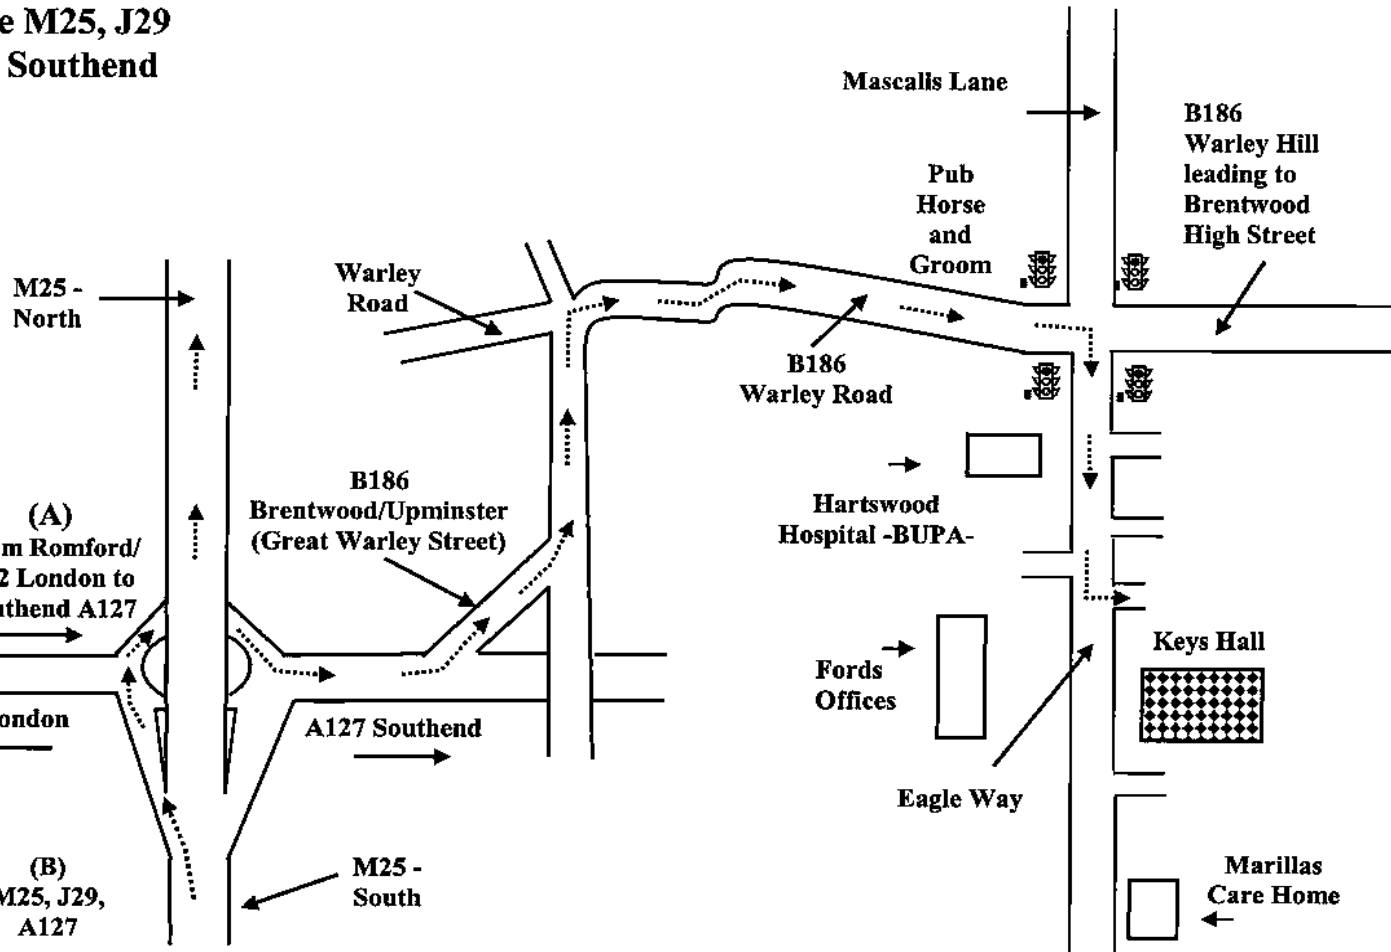 e M25, J29
Southend
Mascalis Lane
B186
Warley Hill
leading to
Brentwood
High Street
Pub
Horse
and
Groom
M25 -
North
Warley
Road
B186
Warley Road
B186
Brentwood/Upminster
(Great Warley Street)
(A)
m Romford/
2 London to
uthend A127
Hartswood
Hospital -BUPA-
Keys Hall
Fords
Offices
ondon
A127 Southend
Eagle Way
(B)
M25, J29,
A127
M25 -
South
Marillas
Care Home